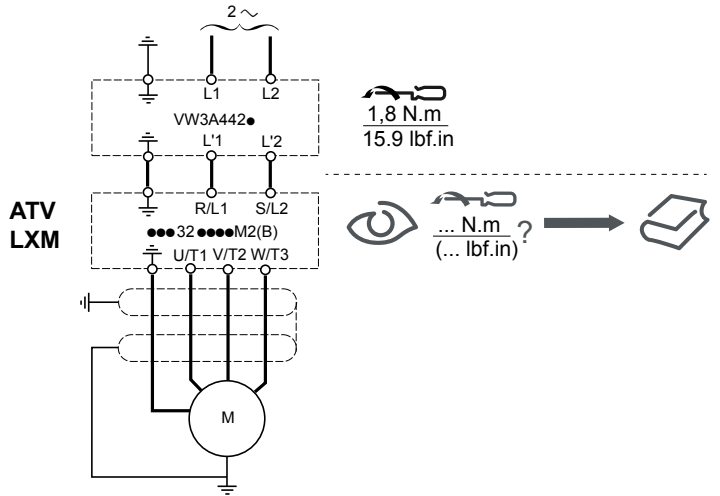 2 ∼
L1 L2
VW3A442●
L'1 L'2
1,8 N.m
15.9 lbf.in
R/L1 S/L2
ATV
LXM
●●●32●●●●M2(B)
U/T1 V/T2 W/T3
... N.m
(... lbf.in) ?
M